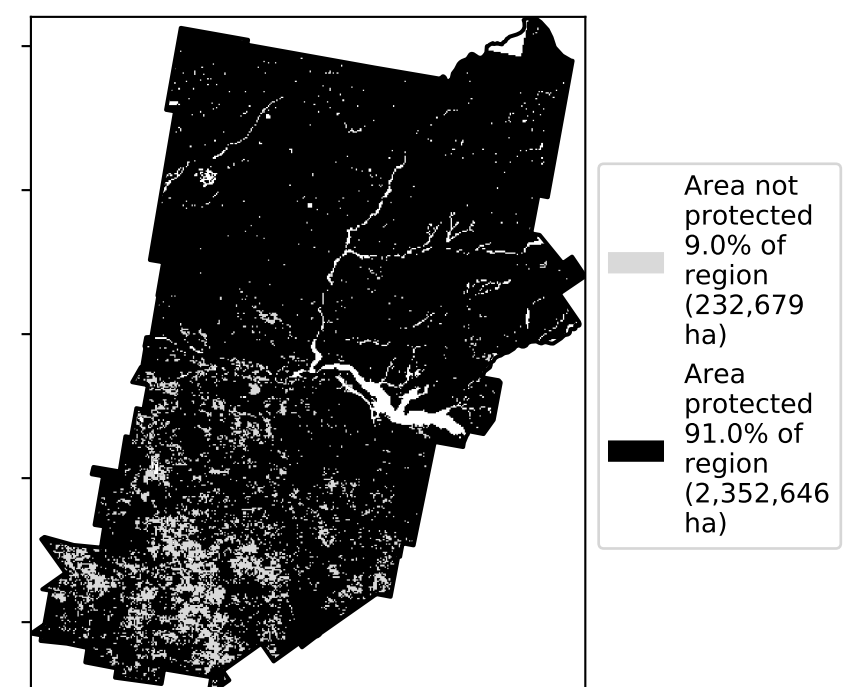 Area not
protected
9.0% of
region
(232,679
ha)
Area
protected
91.0% of
region
(2,352,646
ha)